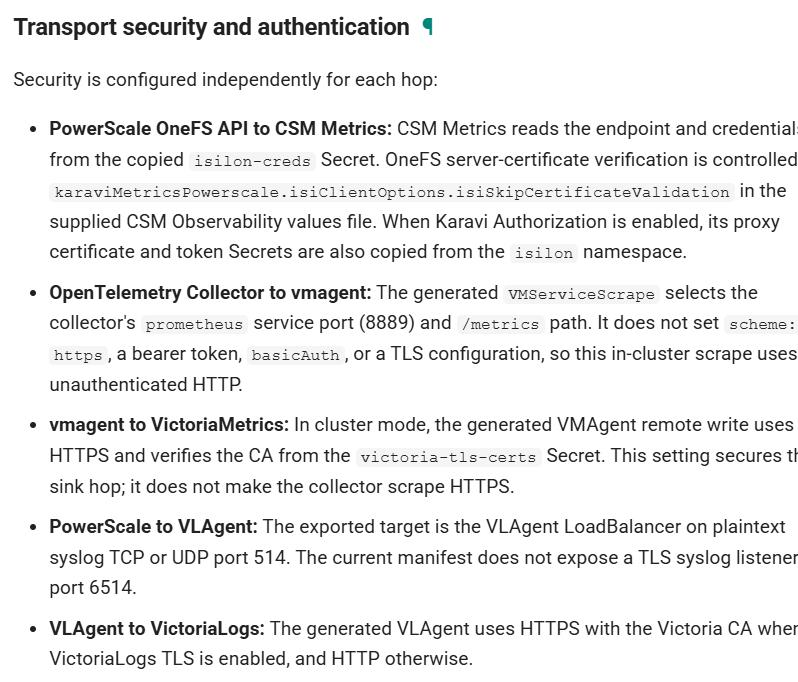 Transport security and authentication ¶
Security is configured independently for each hop:
• PowerScale OneFS API to CSM Metrics: CSM Metrics reads the endpoint and credential
from the copied isilon-creds Secret. OneFS server-certificate verification is controlled
karaviMetricsPowerscale.isiClientOptions.isiSkipCertificateValidation in the
supplied CSM Observability values file. When Karavi Authorization is enabled, its proxy
certificate and token Secrets are also copied from the isilon namespace.
• OpenTelemetry Collector to vmagent: The generated VMServiceScrape selects the
collector's prometheus service port (8889) and /metrics path. It does not set scheme:
https, a bearer token, basicAuth, or a TLS configuration, so this in-cluster scrape uses
unauthenticated HTTP.
• vmagent to VictoriaMetrics: In cluster mode, the generated VMAgent remote write uses
HTTPS and verifies the CA from the victoria-tls-certs Secret. This setting secures th
sink hop; it does not make the collector scrape HTTPS.
• PowerScale to VLAgent: The exported target is the VLAgent LoadBalancer on plaintext
syslog TCP or UDP port 514. The current manifest does not expose a TLS syslog listener
port 6514.
• VLAgent to VictoriaLogs: The generated VLAgent uses HTTPS with the Victoria CA wher
VictoriaLogs TLS is enabled, and HTTP otherwise.